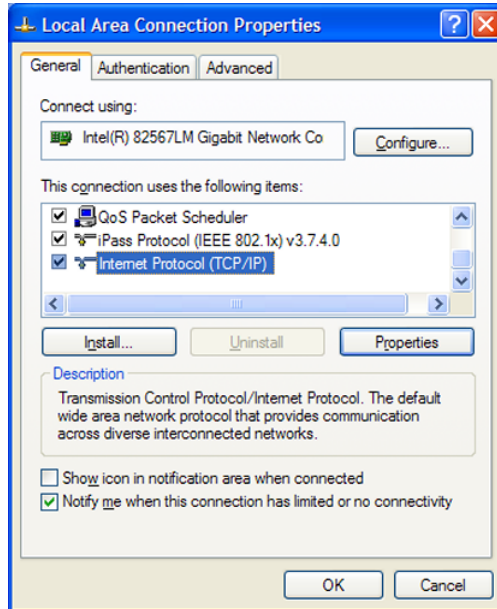 Local Area Connection Properties
General Authentication Advanced
Connect using:
Intel(R) 82567LM Gigabit Network Co
Configure...
This connection uses the following items:
QoS Packet Scheduler
iPass Protocol (IEEE 802.1x) v3.7.4.0
Internet Protocol (TCP/IP)
Install... Uninstall Properties
Description
Transmission Control Protocol/Internet Protocol. The default
wide area network protocol that provides communication
across diverse interconnected networks.
Show icon in notification area when connected
Notify me when this connection has limited or no connectivity
OK Cancel